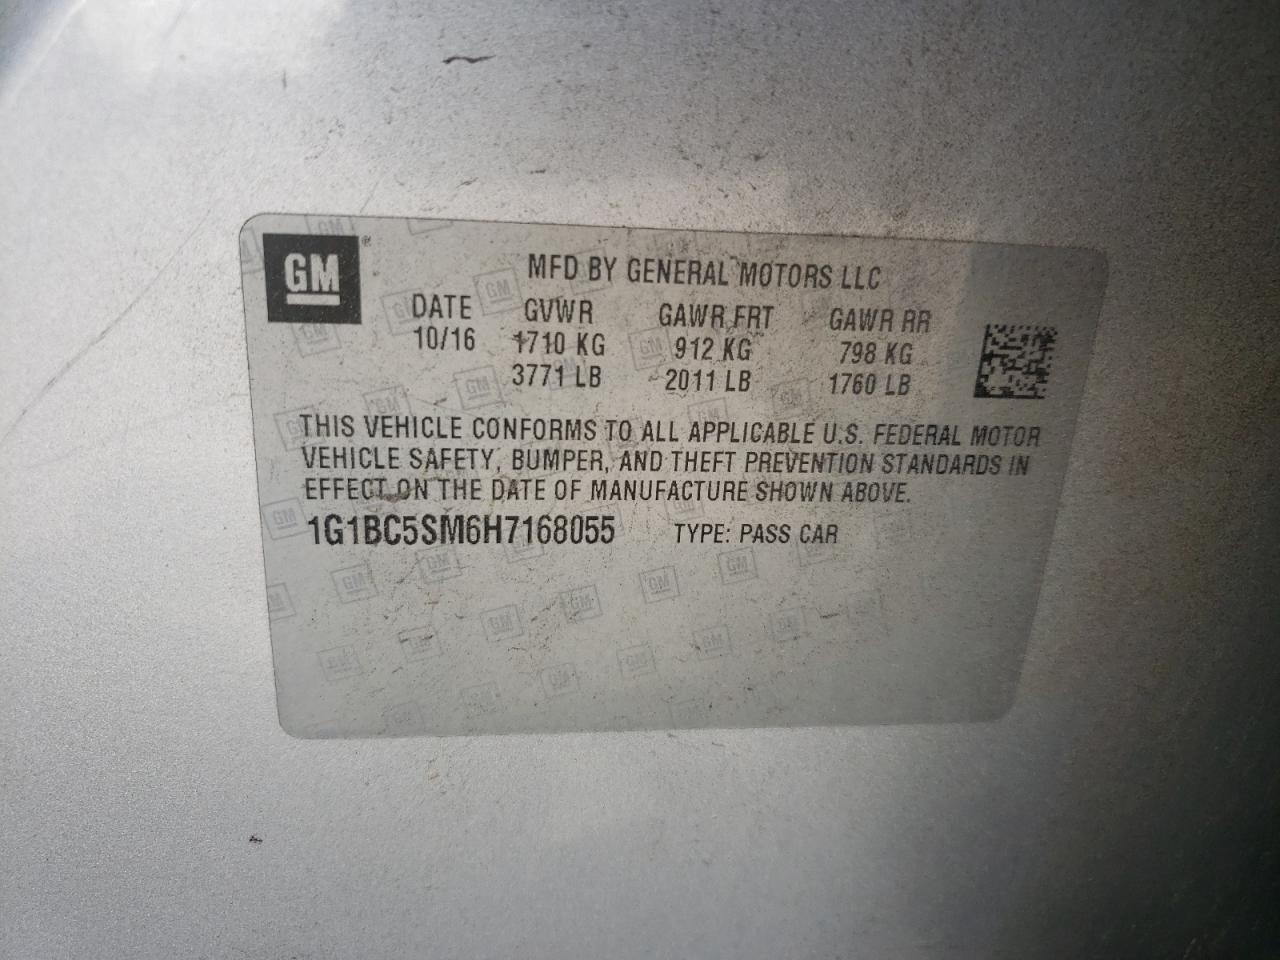 GM®
MFD BY GENERAL MOTORS LLC
DATE GVWR GAWR FRT GAWR RR
10/16 1710 KG 912 KG 798 KG
3771 LB 2011 LB 1760 LB
THIS VEHICLE CONFORMS TO ALL APPLICABLE U.S. FEDERAL MOTOR
VEHICLE SAFETY, BUMPER, AND THEFT PREVENTION STANDARDS IN
EFFECT ON THE DATE OF MANUFACTURE SHOWN ABOVE.
1G1BC5SM6H7168055 TYPE: PASS CAR